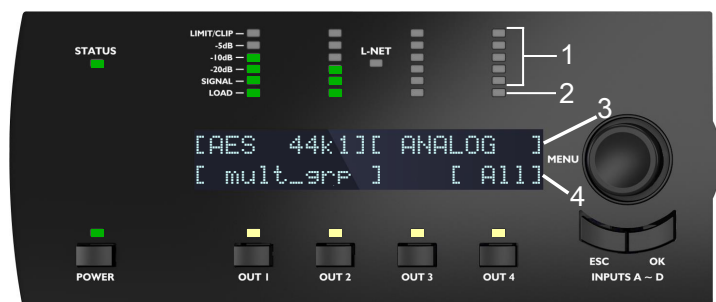 STATUS
LIMIT/CLIP
-5dB
-10dB
-20dB
SIGNAL
LOAD
L-NET
1
2
3
[AES 44k1][ ANALOG ]
MENU
[ mult_grp ] [ All]
4
POWER
OUT 1
OUT 2
OUT 3
OUT 4
ESC
OK
INPUTS A ~ D